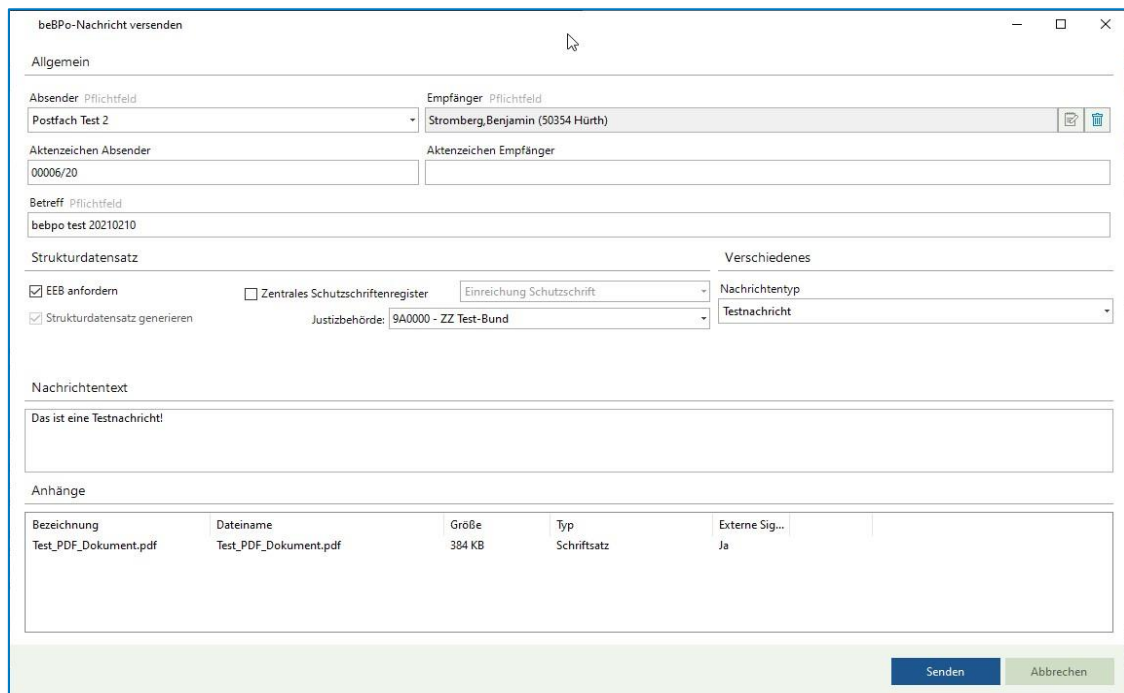 beBPo-Nachricht versenden
Allgemein
Absender Pflichtfeld
Empfänger Pflichtfeld
Postfach Test 2
Stromberg,Benjamin (50354 Hürth)
Aktenzeichen Absender
Aktenzeichen Empfänger
00006/20
Betreff Pflichtfeld
bebpo test 20210210
Strukturdatensatz
Verschiedenes
EEB anfordern
Zentrales Schutzschriftenregister
Einreichung Schutzschrift
Nachrichtentyp
Strukturdatensatz generieren
Justizbehörde: 9A0000 - ZZ Test-Bund
Testnachricht
Nachrichtentext
Das ist eine Testnachricht!
Anhänge
Bezeichnung Dateiname Größe Typ Externe Sig...
Test_PDF_Dokument.pdf Test_PDF_Dokument.pdf 384 KB Schriftsatz Ja
Senden Abbrechen